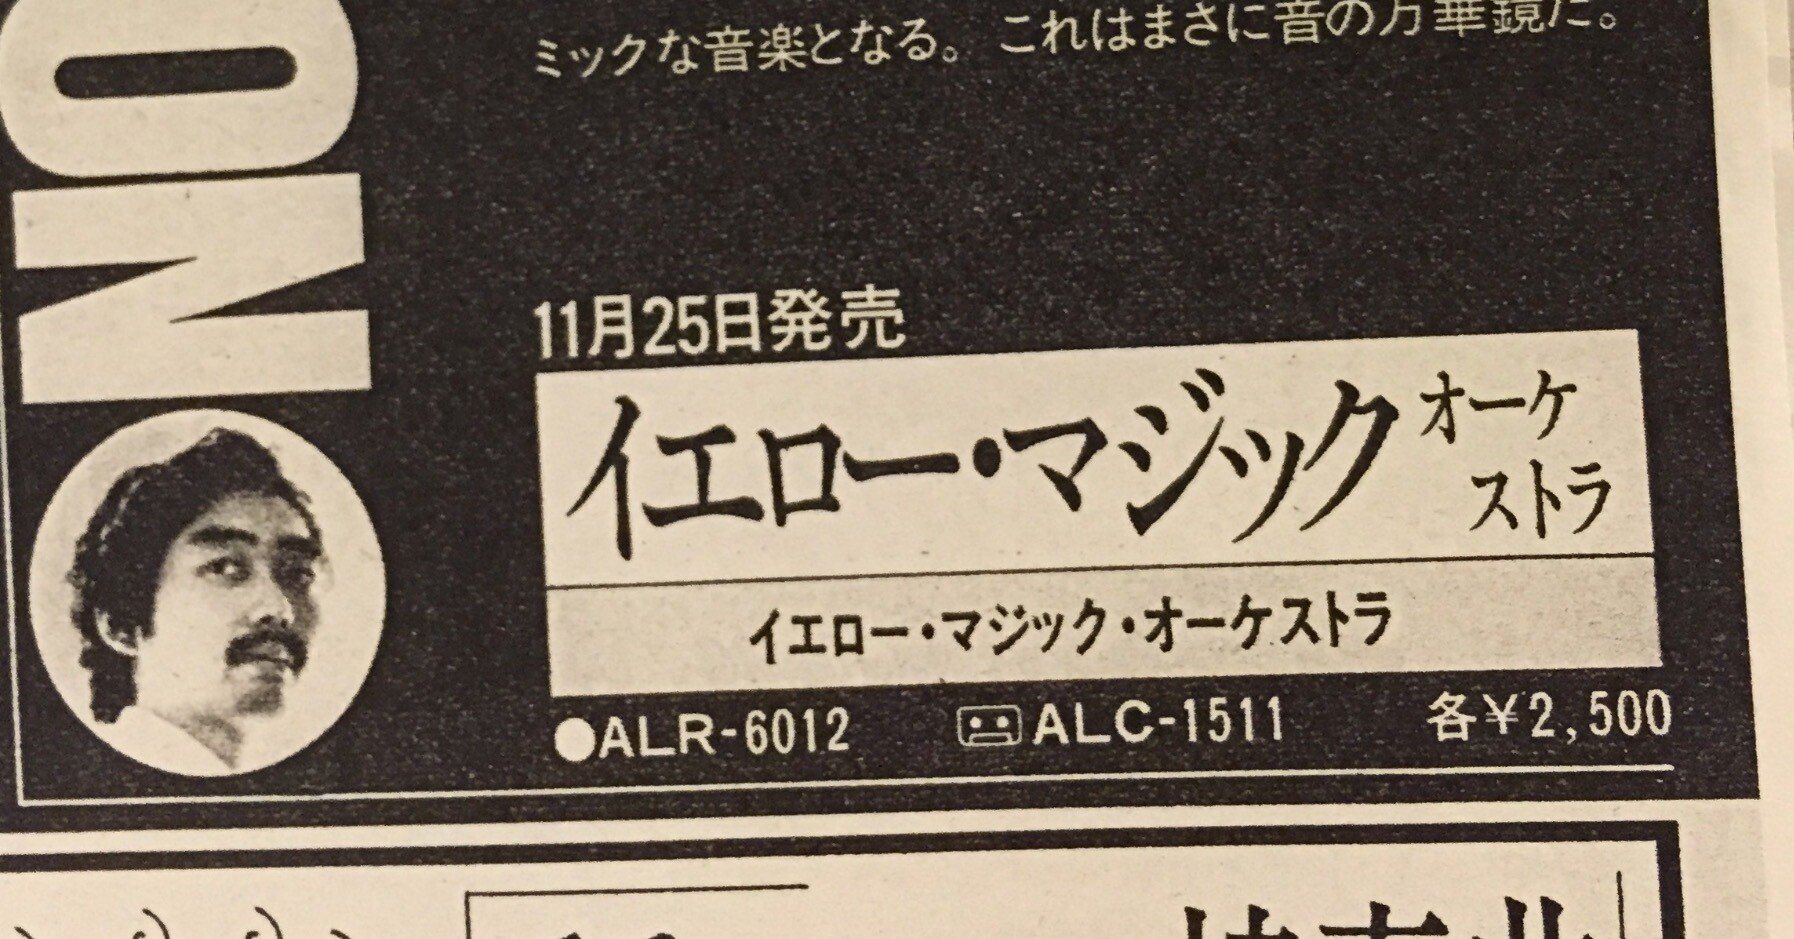 ミックな音楽となる。これはまさに音の万華鏡だ。
NO
11月25日発売
イエロー・マジックオーケ
ストラ
イエロー・マジック・オーケストラ
●ALR-6012 ALC-1511 各¥2,500